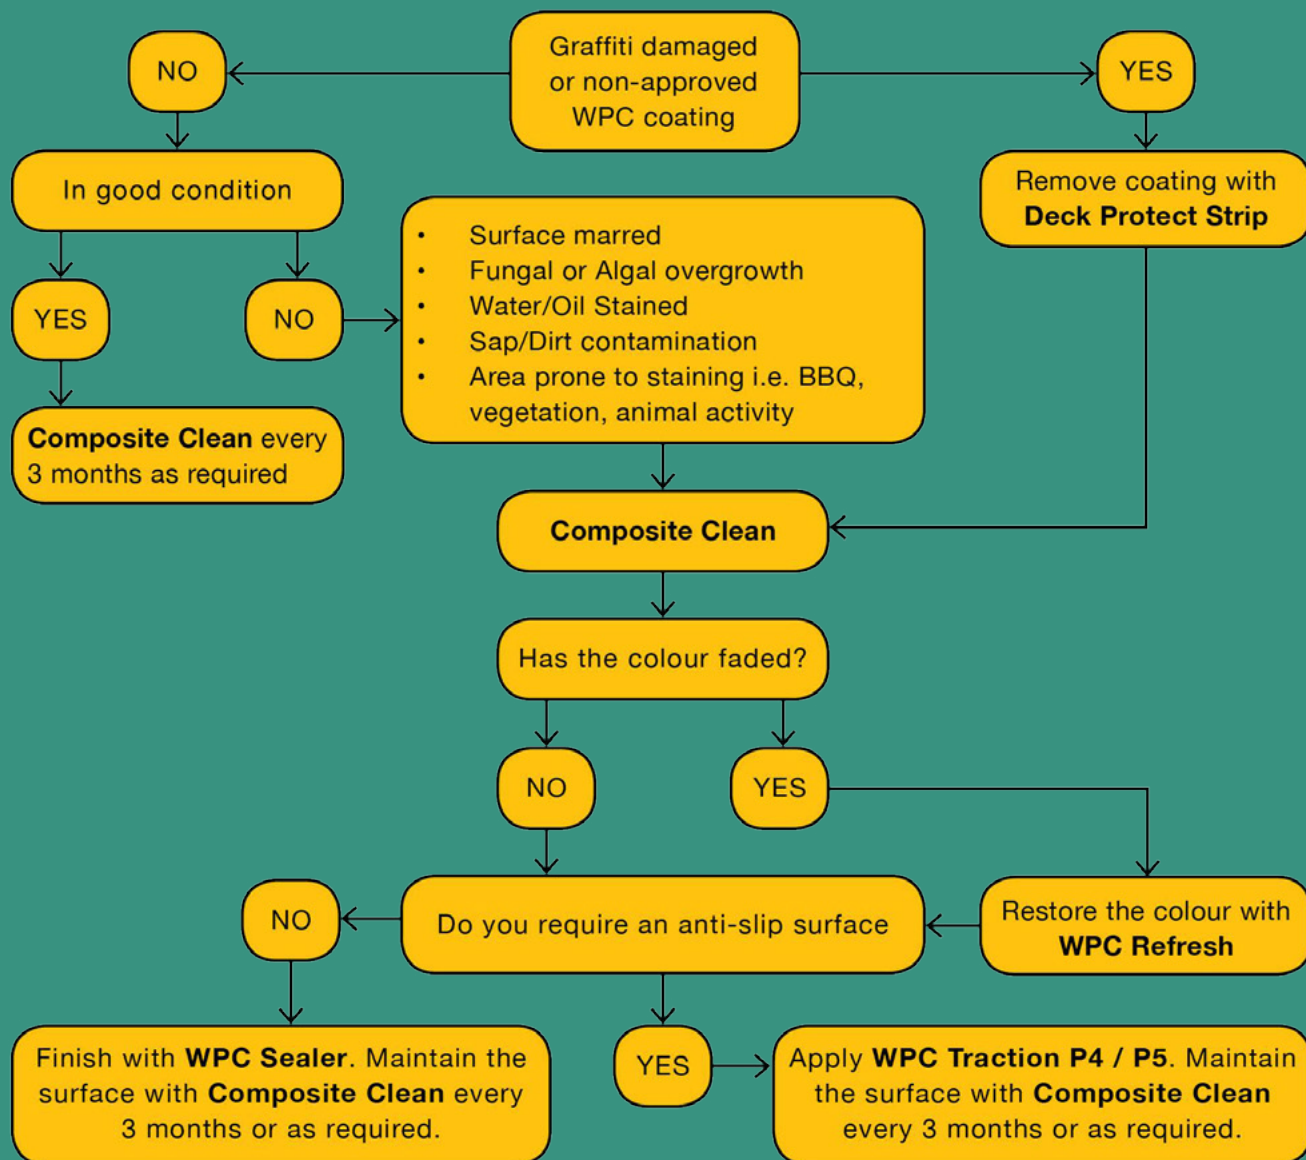 Graffiti damaged
or non-approved
WPC coating
NO
YES
In good condition
Remove coating with
Deck Protect Strip
YES
NO
• Surface marred
• Fungal or Algal overgrowth
• Water/Oil Stained
• Sap/Dirt contamination
• Area prone to staining i.e. BBQ,
vegetation, animal activity
Composite Clean every
3 months as required
Composite Clean
Has the colour faded?
NO
YES
Restore the colour with
WPC Refresh
Do you require an anti-slip surface
NO
YES
Finish with WPC Sealer. Maintain the
surface with Composite Clean every
3 months or as required.
Apply WPC Traction P4 / P5. Maintain
the surface with Composite Clean
every 3 months or as required.